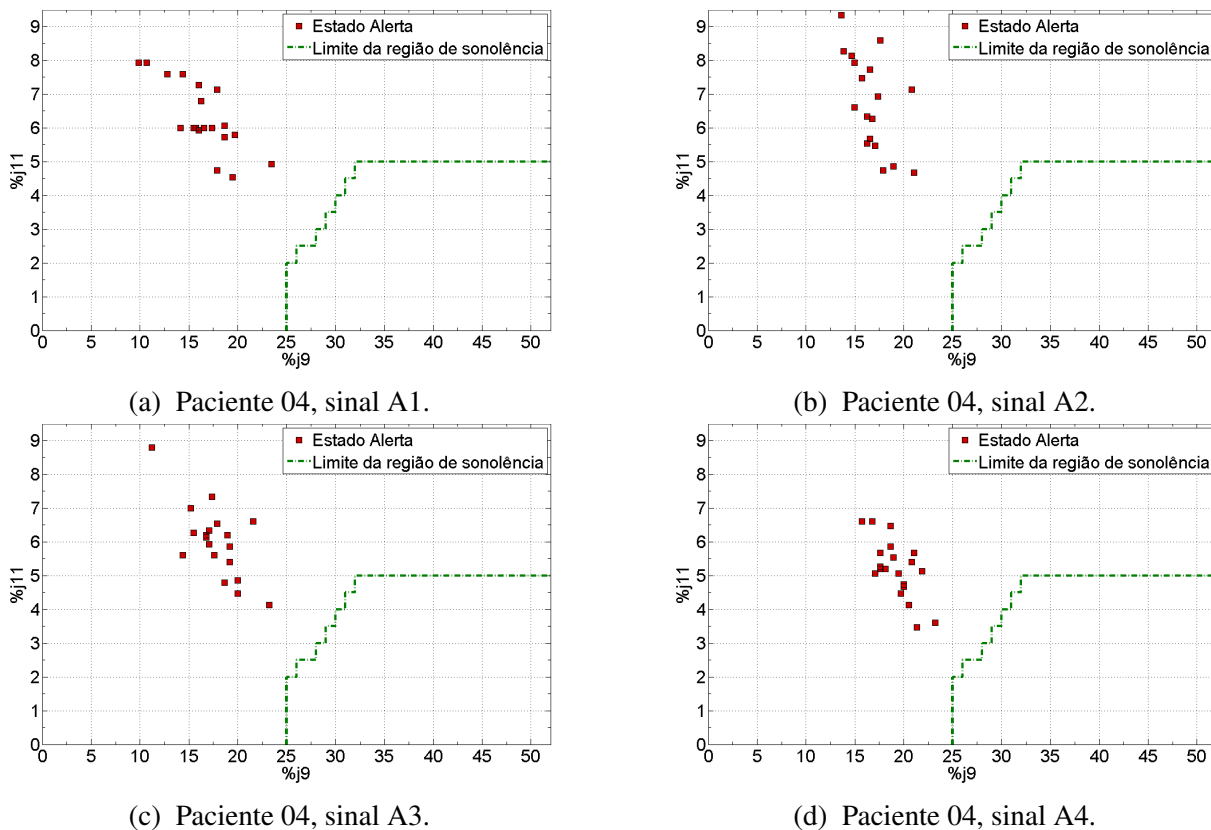 Estado Alerta
Limite da região de sonolência
%j11
9
8
7
6
5
4
3
2
1
0
0 5 10 15 20 25 30 35 40 45 50
%j9
(a) Paciente 04, sinal A1.
Estado Alerta
Limite da região de sonolência
%j11
9
8
7
6
5
4
3
2
1
0
0 5 10 15 20 25 30 35 40 45 50
%j9
(b) Paciente 04, sinal A2.
Estado Alerta
Limite da região de sonolência
%j11
9
8
7
6
5
4
3
2
1
0
0 5 10 15 20 25 30 35 40 45 50
%j9
(c) Paciente 04, sinal A3.
Estado Alerta
Limite da região de sonolência
%j11
9
8
7
6
5
4
3
2
1
0
0 5 10 15 20 25 30 35 40 45 50
%j9
(d) Paciente 04, sinal A4.